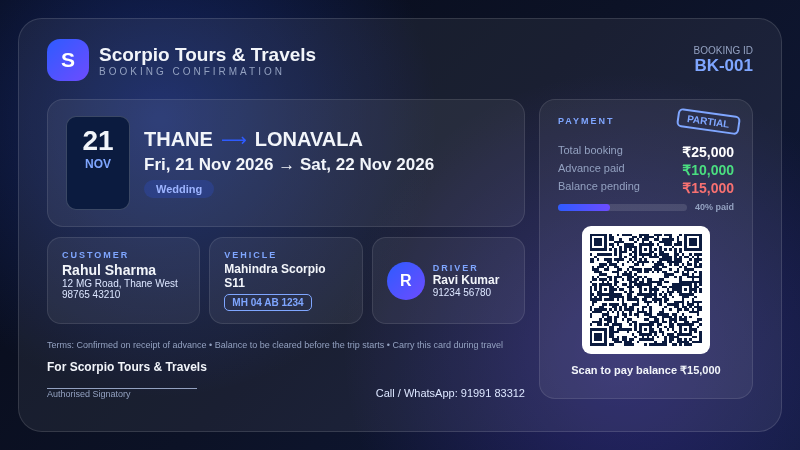 S
Scorpio Tours & Travels
BOOKING CONFIRMATION
BOOKING ID
BK-001
21
NOV
THANE → LONAVALA
Fri, 21 Nov 2026 → Sat, 22 Nov 2026
Wedding
CUSTOMER
Rahul Sharma
12 MG Road, Thane West
98765 43210
VEHICLE
Mahindra Scorpio
S11
MH 04 AB 1234
R
DRIVER
Ravi Kumar
91234 56780
Terms: Confirmed on receipt of advance • Balance to be cleared before the trip starts • Carry this card during travel
For Scorpio Tours & Travels
Authorised Signatory
Call / WhatsApp: 91991 83312
PAYMENT
PARTIAL
Total booking ₹25,000
Advance paid ₹10,000
Balance pending ₹15,000
40% paid
Scan to pay balance ₹15,000